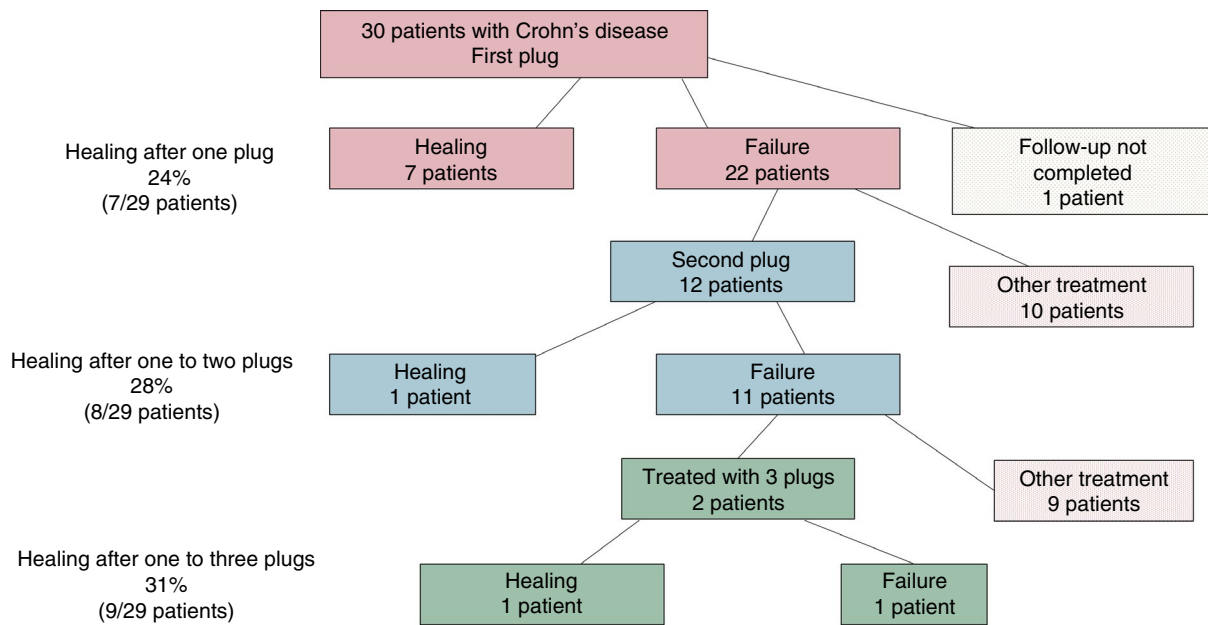 30 patients with Crohn’s disease
First plug
Healing after one plug
24%
(7/29 patients)
Healing
7 patients
Failure
22 patients
Follow-up not
completed
1 patient
Second plug
12 patients
Other treatment
10 patients
Healing after one to two plugs
28%
(8/29 patients)
Healing
1 patient
Failure
11 patients
Treated with 3 plugs
2 patients
Other treatment
9 patients
Healing after one to three plugs
31%
(9/29 patients)
Healing
1 patient
Failure
1 patient